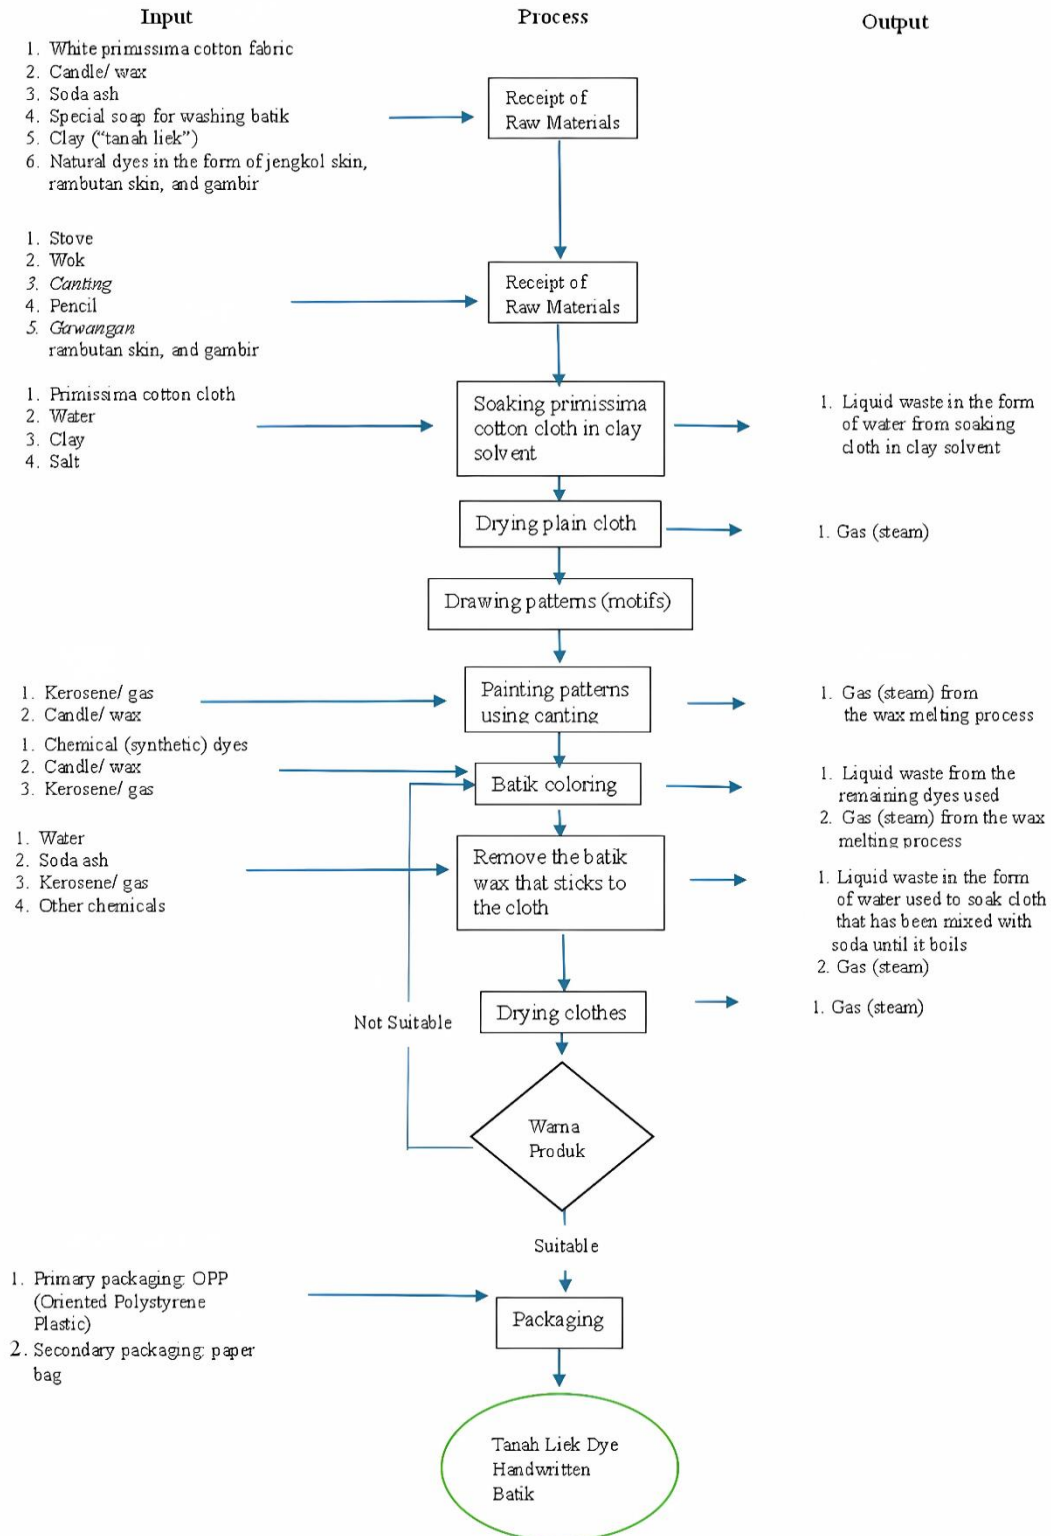 Input
Process
Output
1. White primissima cotton fabric
2. Candle/ wax
3. Soda ash
4. Special soap for washing batik
5. Clay (“tanah liek”)
6. Natural dyes in the form of jengkol skin,
rambutan skin, and gambir
Receipt of
Raw Materials
1. Stove
2. Wok
3. Canting
4. Pencil
5. Gawangan
rambutan skin, and gambir
Receipt of
Raw Materials
1. Primissima cotton cloth
2. Water
3. Clay
4. Salt
Soaking primissima
cotton cloth in clay
solvent
1. Liquid waste in the form
of water from soaking
cloth in clay solvent
Drying plain cloth
1. Gas (steam)
Drawing patterns (motifs)
1. Kerosene/ gas
2. Candle/ wax
Painting patterns
using canting
1. Gas (steam) from
the wax melting process
1. Chemical (synthetic) dyes
2. Candle/ wax
3. Kerosene/ gas
Batik coloring
1. Liquid waste from the
remaining dyes used
2. Gas (steam) from the wax
melting process
1. Water
2. Soda ash
3. Kerosene/ gas
4. Other chemicals
Remove the batik
wax that sticks to
the cloth
1. Liquid waste in the form
of water used to soak cloth
that has been mixed with
soda until it boils
2. Gas (steam)
Drying clothes
1. Gas (steam)
Not Suitable
Warna
Produk
Suitable
1. Primary packaging: OPP
(Oriented Polystyrene
Plastic)
2. Secondary packaging: paper
bag
Packaging
Tanah Liek Dye
Handwritten
Batik